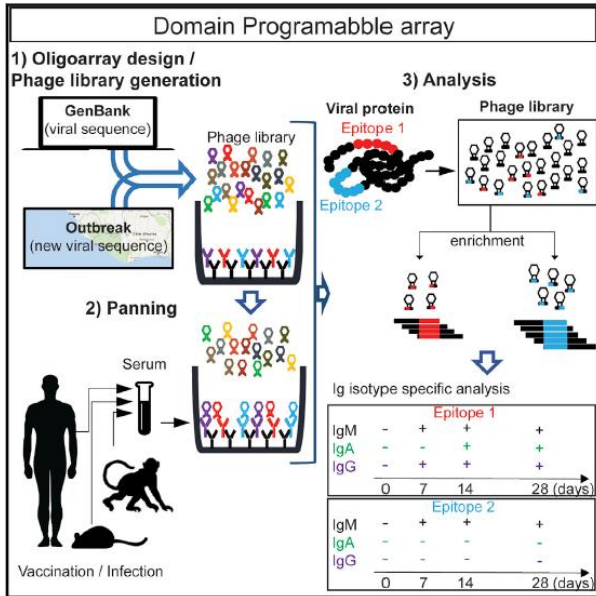 Domain Programabble array
1) Oligoarray design /
Phage library generation
GenBank
(viral sequence)
Outbreak
(new viral sequence)
Phage library
2) Panning
Serum
Vaccination / Infection
3) Analysis
Viral protein
Epitope 1
Epitope 2
Phage library
enrichment
Ig isotype specific analysis
Epitope 1
IgM - + + +
IgA - - + +
IgG - + + +
0 7 14 28 (days)
Epitope 2
IgM - + + +
IgA - - - -
IgG - - - -
0 7 14 28 (days)